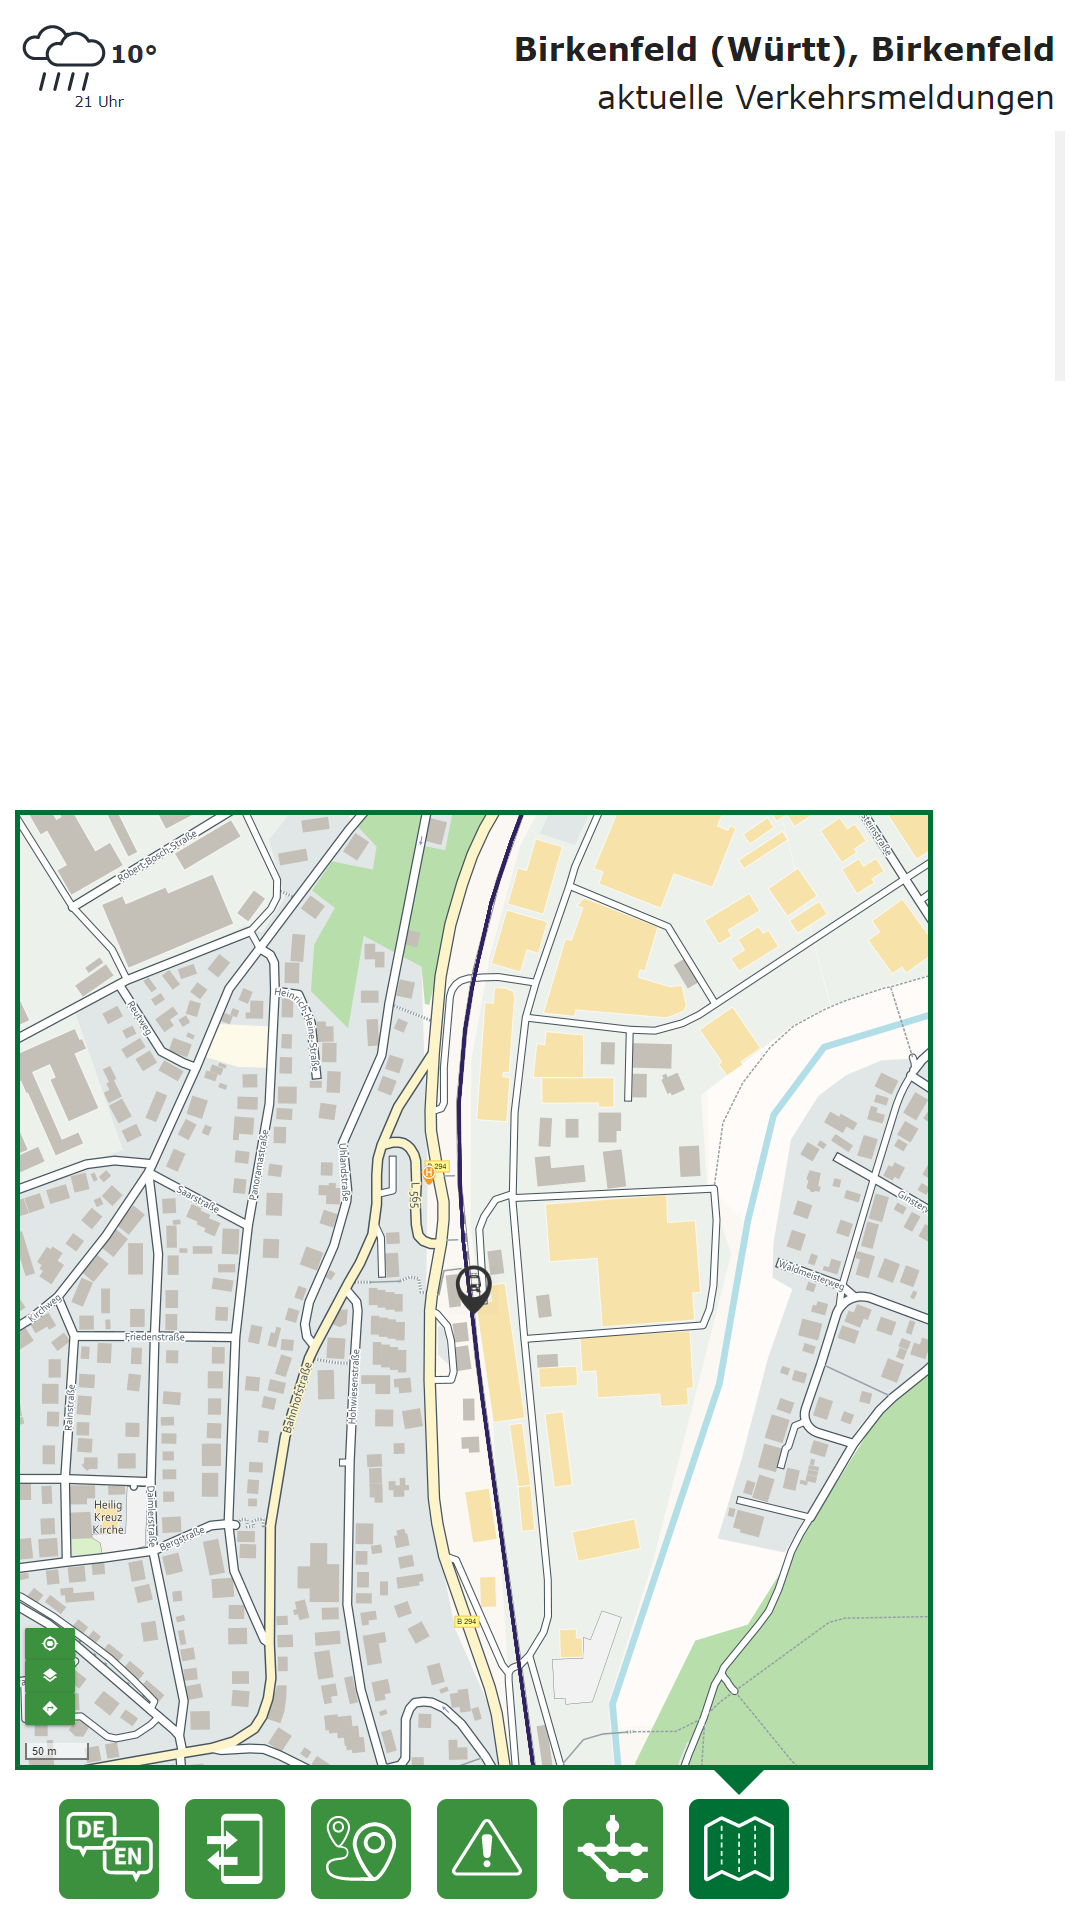 10°
21 Uhr
Birkenfeld (Württ), Birkenfeld
aktuelle Verkehrsmeldungen
Robert-Bosch-Straße
Reutweg
Heinrich-Heine-Straße
Panoramastraße
Uhlandstraße
Saarstraße
294
H
L 565
Kirchweg
Friedenstraße
Rainstraße
Bahnhofstraße
Hohwiesenstraße
Waldmeisterweg
Heilig
Kreuz
Kirche
Daimlerstraße
Bergstraße
B 294
50 m
DE
EN